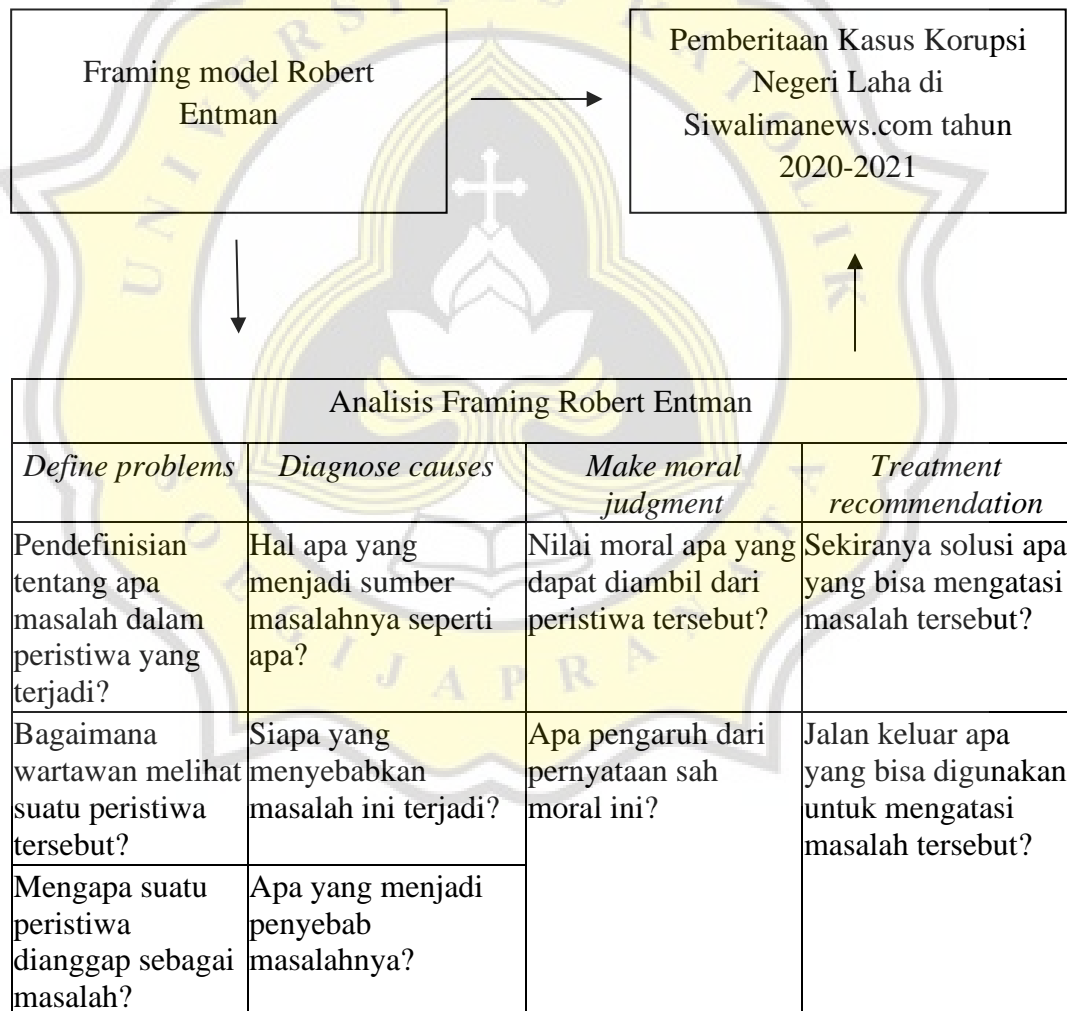 Framing model Robert
Entman
Pemberitaan Kasus Korupsi
Negeri Laha di
Siwalimanews.com tahun
2020-2021
Analisis Framing Robert Entman
Define problems
Diagnose causes
Make moral
judgment
Treatment
recommendation
Pendefinisian
tentang apa
masalah dalam
peristiwa yang
terjadi?
Hal apa yang
menjadi sumber
masalahnya seperti
apa?
Nilai moral apa yang
dapat diambil dari
peristiwa tersebut?
Sekiranya solusi apa
yang bisa mengatasi
masalah tersebut?
Bagaimana
wartawan melihat
suatu peristiwa
tersebut?
Siapa yang
menyebabkan
masalah ini terjadi?
Apa pengaruh dari
pernyataan sah
moral ini?
Jalan keluar apa
yang bisa digunakan
untuk mengatasi
masalah tersebut?
Mengapa suatu
peristiwa
dianggap sebagai
masalah?
Apa yang menjadi
penyebab
masalahnya?
UNIVERSITAS KATOLIK
SOEGIJAPRANATA